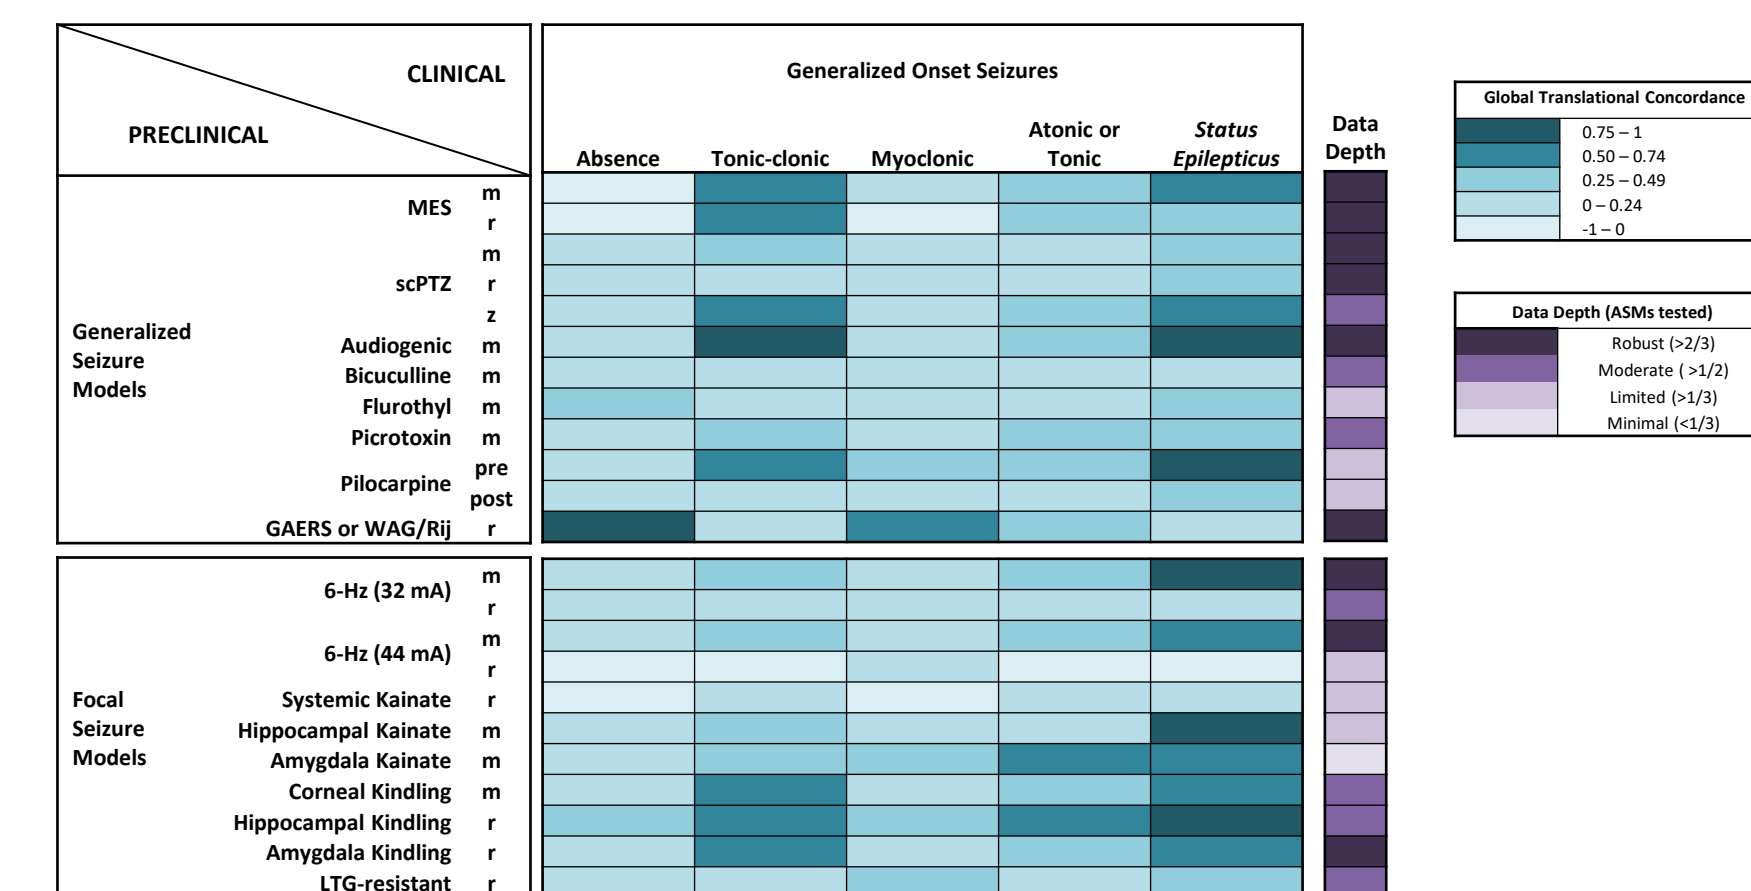 CLINICAL
PRECLINICAL
Generalized Onset Seizures
Absence
Tonic-clonic
Myoclonic
Atonic or
Tonic
Status
Epilepticus
Data
Depth
Generalized
Seizure
Models
MES
m
r
scPTZ
m
r
z
Audiogenic m
Bicuculline m
Flurothyl m
Picrotoxin m
Pilocarpine
pre
post
GAERS or WAG/Rij r
Focal
Seizure
Models
6-Hz (32 mA)
m
r
6-Hz (44 mA)
m
r
Systemic Kainate r
Hippocampal Kainate m
Amygdala Kainate m
Corneal Kindling m
Hippocampal Kindling r
Amygdala Kindling r
LTG-resistant r
Global Translational Concordance
0.75 – 1
0.50 – 0.74
0.25 – 0.49
0 – 0.24
-1 – 0
Data Depth (ASMs tested)
Robust (>2/3)
Moderate ( >1/2)
Limited (>1/3)
Minimal (<1/3)